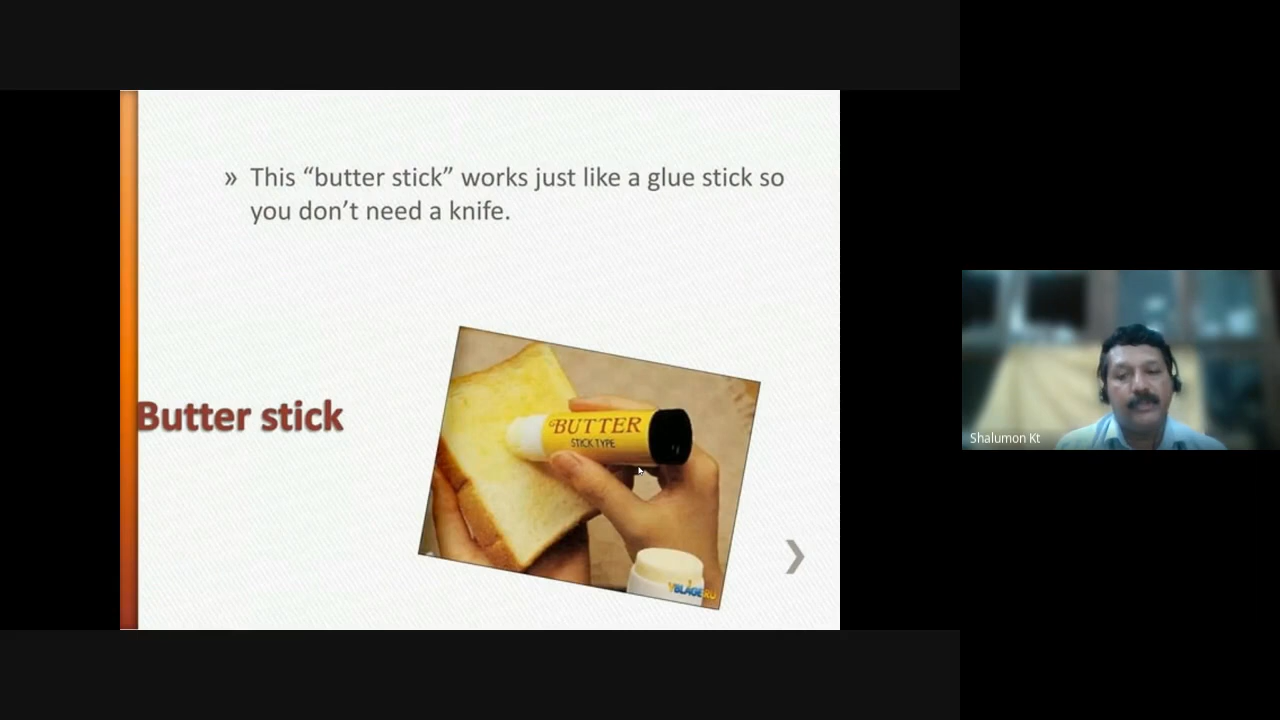 » This “butter stick” works just like a glue stick so
you don’t need a knife.
Butter stick
BUTTER
STICK TYPE
Shalumon Kt